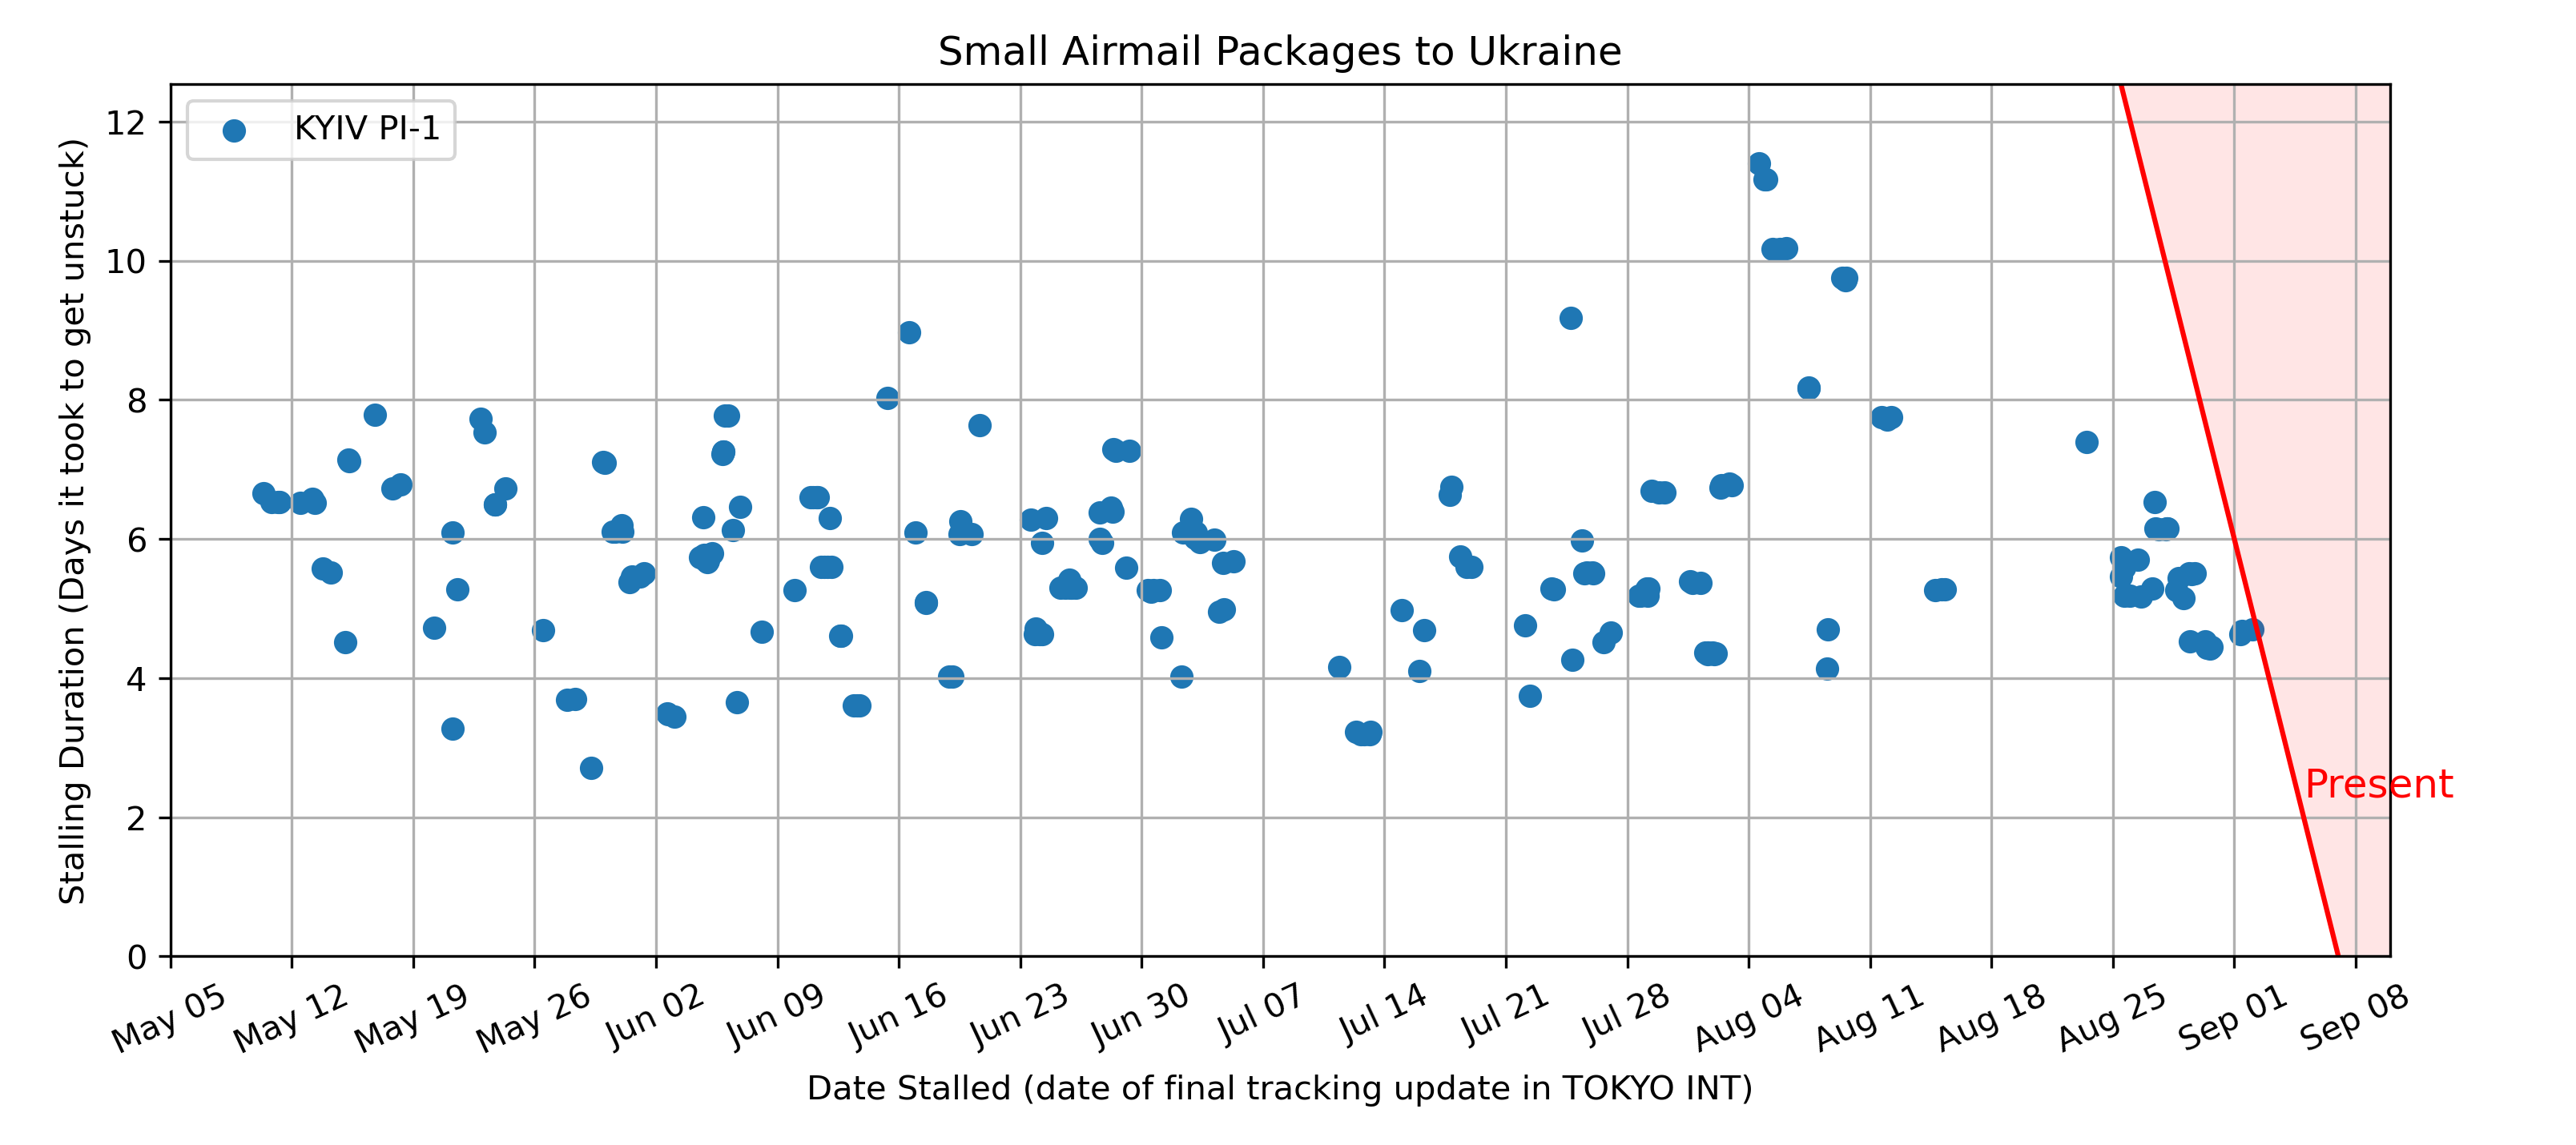 Small Airmail Packages to Ukraine
KYIV PI-1
Stalling Duration (Days it took to get unstuck)
12
10
8
6
4
2
0
Present
May 05
May 12
May 19
May 26
Jun 02
Jun 09
Jun 16
Jun 23
Jun 30
Jul 07
Jul 14
Jul 21
Jul 28
Aug 04
Aug 11
Aug 18
Aug 25
Sep 01
Sep 08
Date Stalled (date of final tracking update in TOKYO INT)